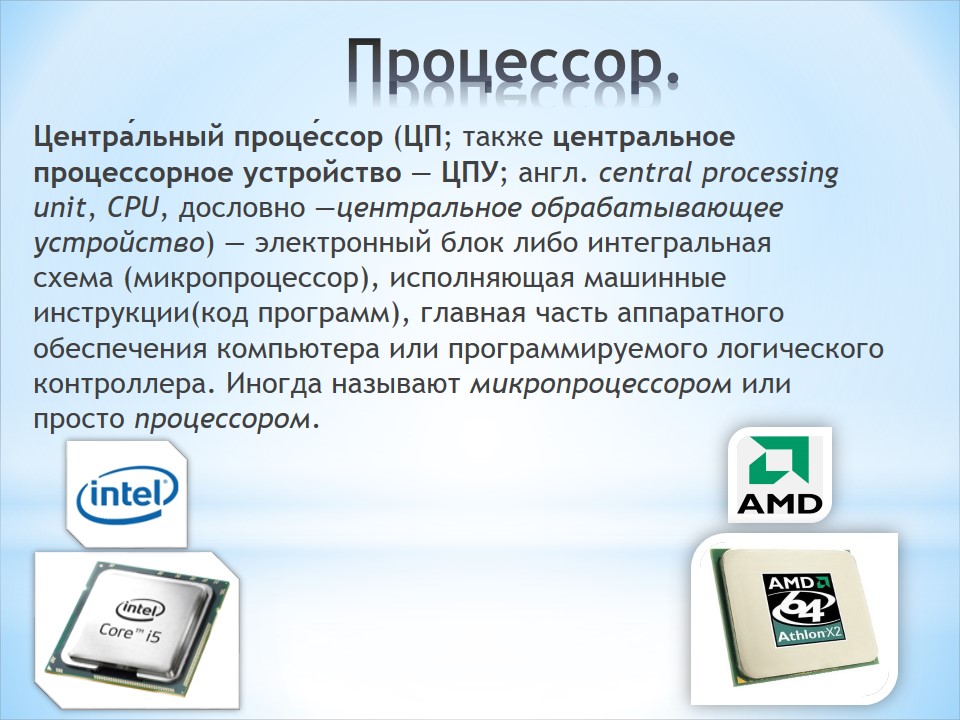 Процессор.
Центра́льный проце́ссор (ЦП; также центральное
процессорное устройство — ЦПУ; англ. central processing
unit, CPU, дословно —центральное обрабатывающее
устройство) — электронный блок либо интегральная
схема (микропроцессор), исполняющая машинные
инструкции(код программ), главная часть аппаратного
обеспечения компьютера или программируемого логического
контроллера. Иногда называют микропроцессором или
просто процессором.
intel
AMD
intel
Core™ i5
AMD
64
Athlon X2